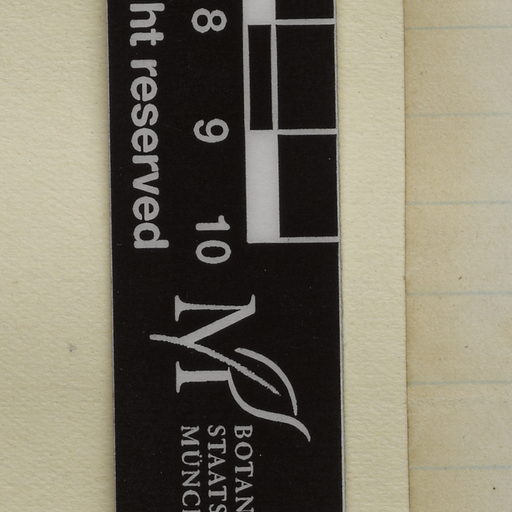 ht reserved
8
9
10
M
BOTAN
STAATS
MÜNCH